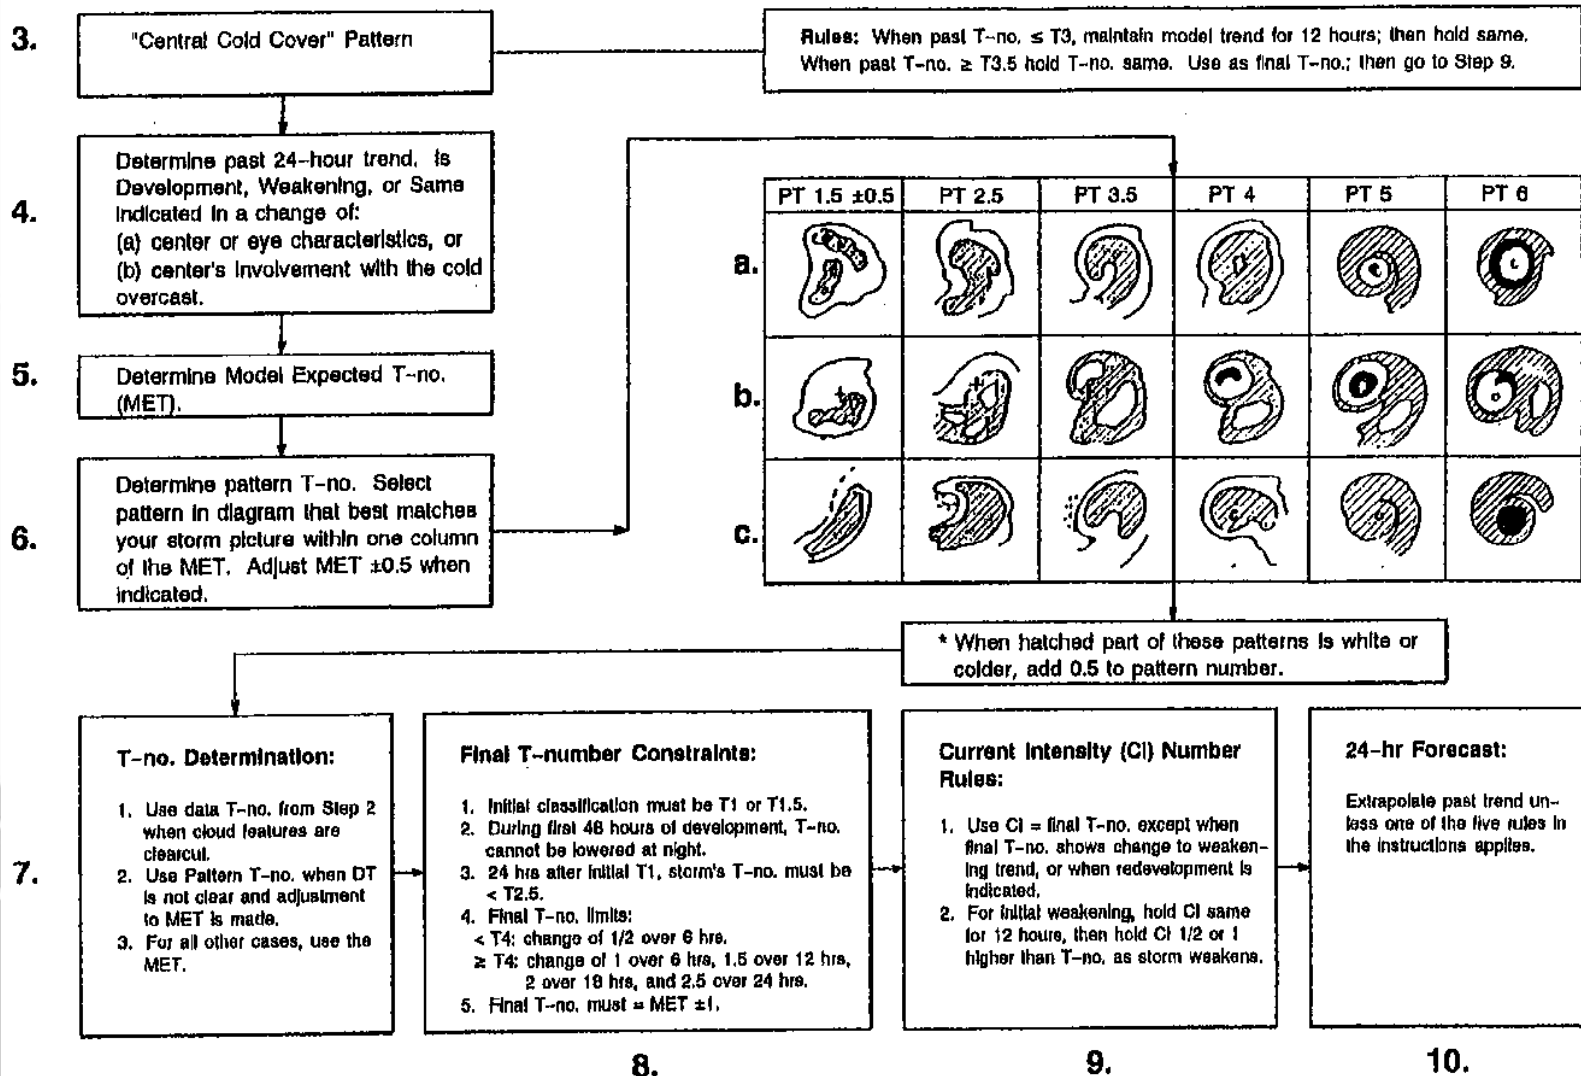 3.
"Central Cold Cover" Pattern
Rules: When past T-no. ≤ T3, maintain model trend for 12 hours; then hold same.
When past T-no. ≥ T3.5 hold T-no. same. Use as final T-no.; then go to Step 9.
4.
Determine past 24-hour trend. Is
Development, Weakening, or Same
indicated in a change of:
(a) center or eye characteristics, or
(b) center's involvement with the cold
overcast.
5.
Determine Model Expected T-no.
(MET).
6.
Determine pattern T-no. Select
pattern in diagram that best matches
your storm picture within one column
of the MET. Adjust MET ±0.5 when
indicated.
PT 1.5 ±0.5 PT 2.5 PT 3.5 PT 4 PT 5 PT 6
a.
b.
c.
* When hatched part of these patterns is white or
colder, add 0.5 to pattern number.
7.
T-no. Determination:
1. Use data T-no. from Step 2
when cloud features are
clearcut.
2. Use Pattern T-no. when DT
is not clear and adjustment
to MET is made.
3. For all other cases, use the
MET.
Final T-number Constraints:
1. Initial classification must be T1 or T1.5.
2. During first 48 hours of development, T-no.
cannot be lowered at night.
3. 24 hrs after initial T1, storm's T-no. must be
< T2.5.
4. Final T-no. limits:
< T4: change of 1/2 over 6 hrs.
≥ T4: change of 1 over 6 hrs, 1.5 over 12 hrs,
2 over 18 hrs, and 2.5 over 24 hrs.
5. Final T-no. must = MET ±1.
8.
Current Intensity (CI) Number
Rules:
1. Use CI = final T-no. except when
final T-no. shows change to weaken-
ing trend, or when redevelopment is
indicated.
2. For initial weakening, hold CI same
for 12 hours, then hold CI 1/2 or 1
higher than T-no. as storm weakens.
9.
24-hr Forecast:
Extrapolate past trend un-
less one of the five rules in
the instructions applies.
10.